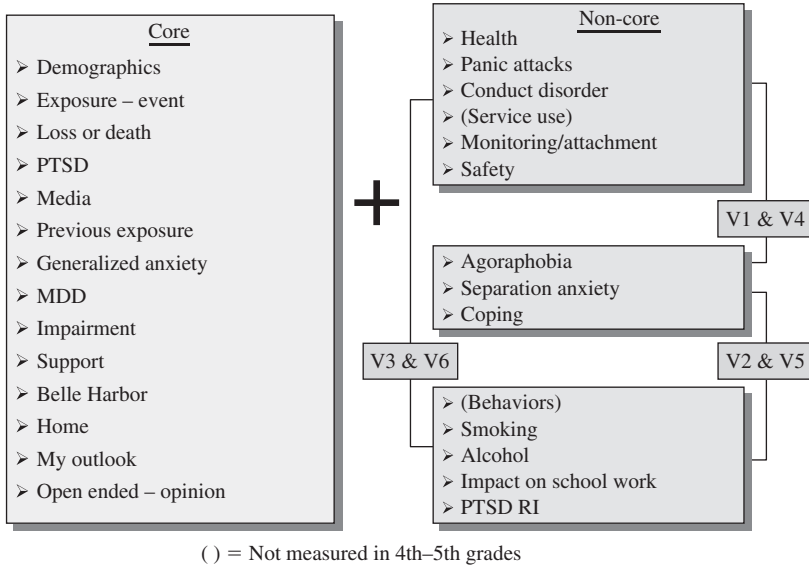 Core
➢ Demographics
➢ Exposure – event
➢ Loss or death
➢ PTSD
➢ Media
➢ Previous exposure
➢ Generalized anxiety
➢ MDD
➢ Impairment
➢ Support
➢ Belle Harbor
➢ Home
➢ My outlook
➢ Open ended – opinion
+
Non-core
➢ Health
➢ Panic attacks
➢ Conduct disorder
➢ (Service use)
➢ Monitoring/attachment
➢ Safety
V1 & V4
➢ Agoraphobia
➢ Separation anxiety
➢ Coping
V3 & V6
V2 & V5
➢ (Behaviors)
➢ Smoking
➢ Alcohol
➢ Impact on school work
➢ PTSD RI
( ) = Not measured in 4th–5th grades